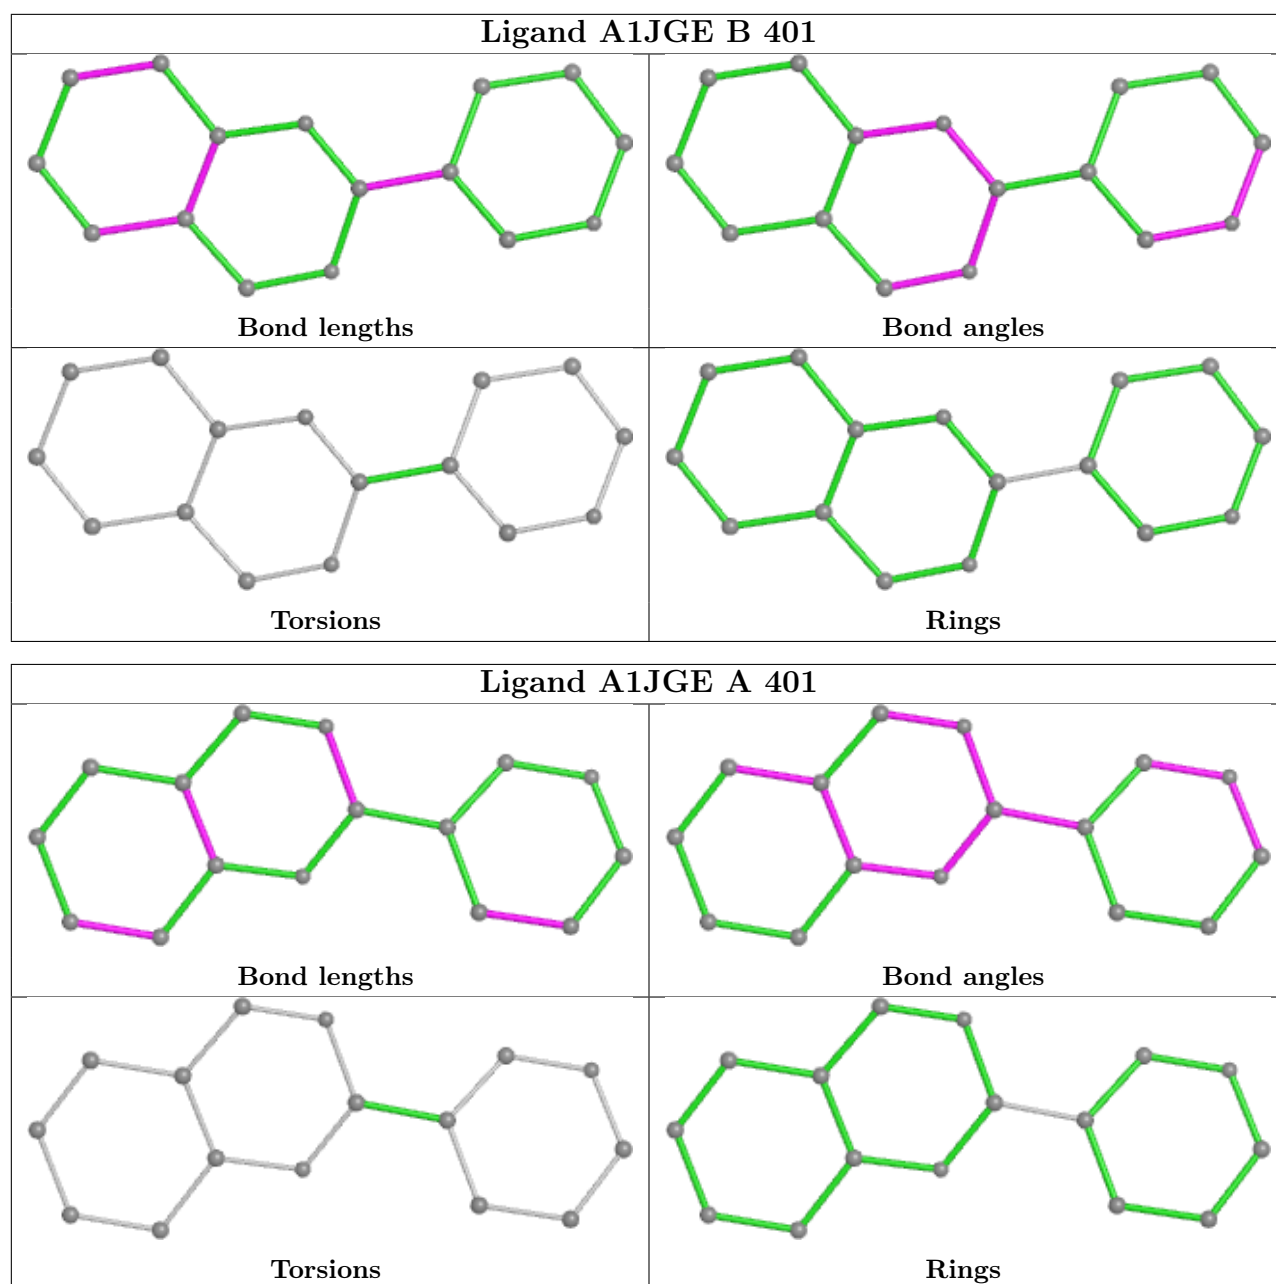 Ligand A1JGE B 401
Bond lengths
Bond angles
Torsions
Rings
Ligand A1JGE A 401
Bond lengths
Bond angles
Torsions
Rings